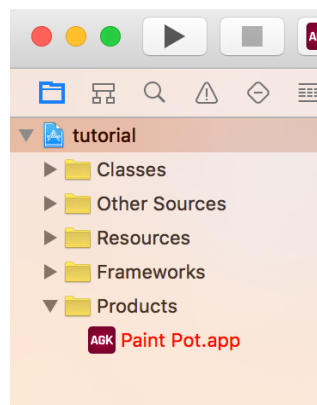 A
tutorial
Classes
Other Sources
Resources
Frameworks
Products
AGK Paint Pot.app